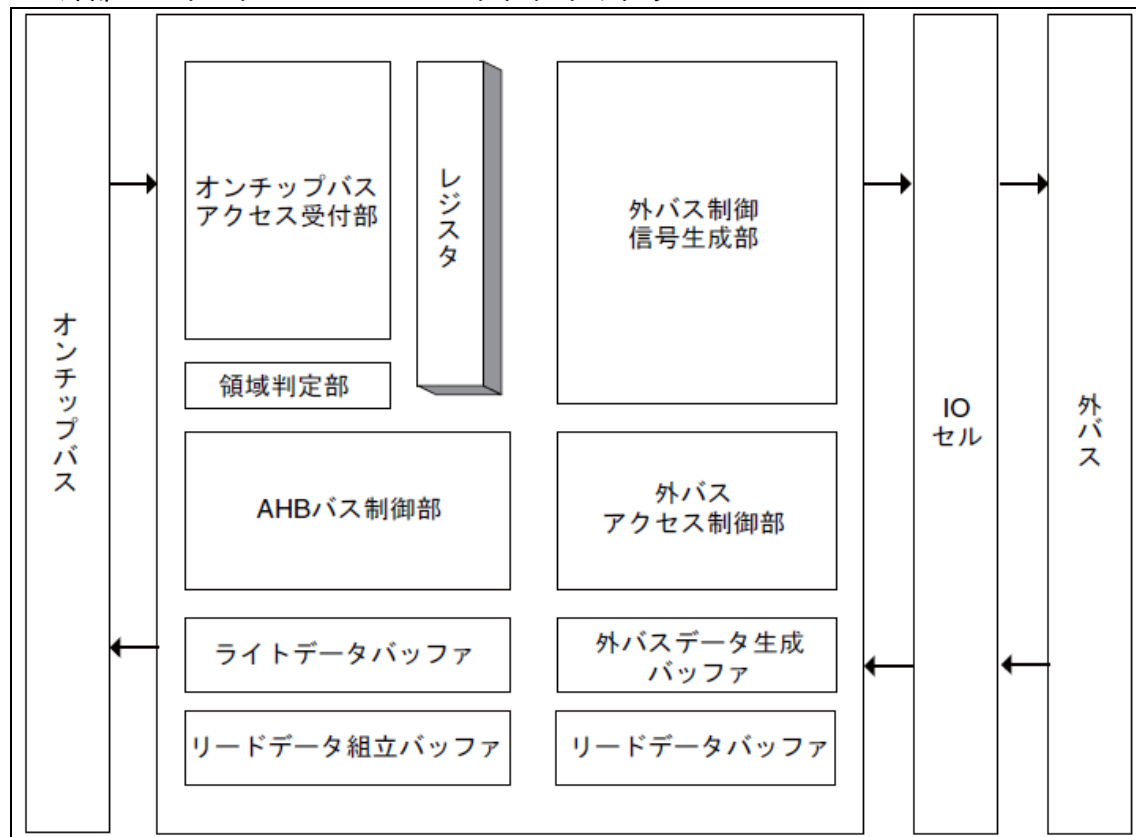 オンチップバス
オンチップバス
アクセス受付部
レジスタ
外バス制御
信号生成部
領域判定部
AHBバス制御部
外バス
アクセス制御部
ライトデータバッファ
外バスデータ生成
バッファ
リードデータ組立バッファ
リードデータバッファ
IO
セル
外バス